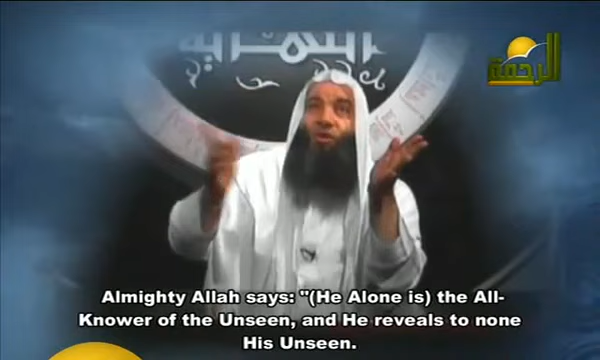 الرحمة
Almighty Allah says: "(He Alone is) the All-
Knower of the Unseen, and He reveals to none
His Unseen.